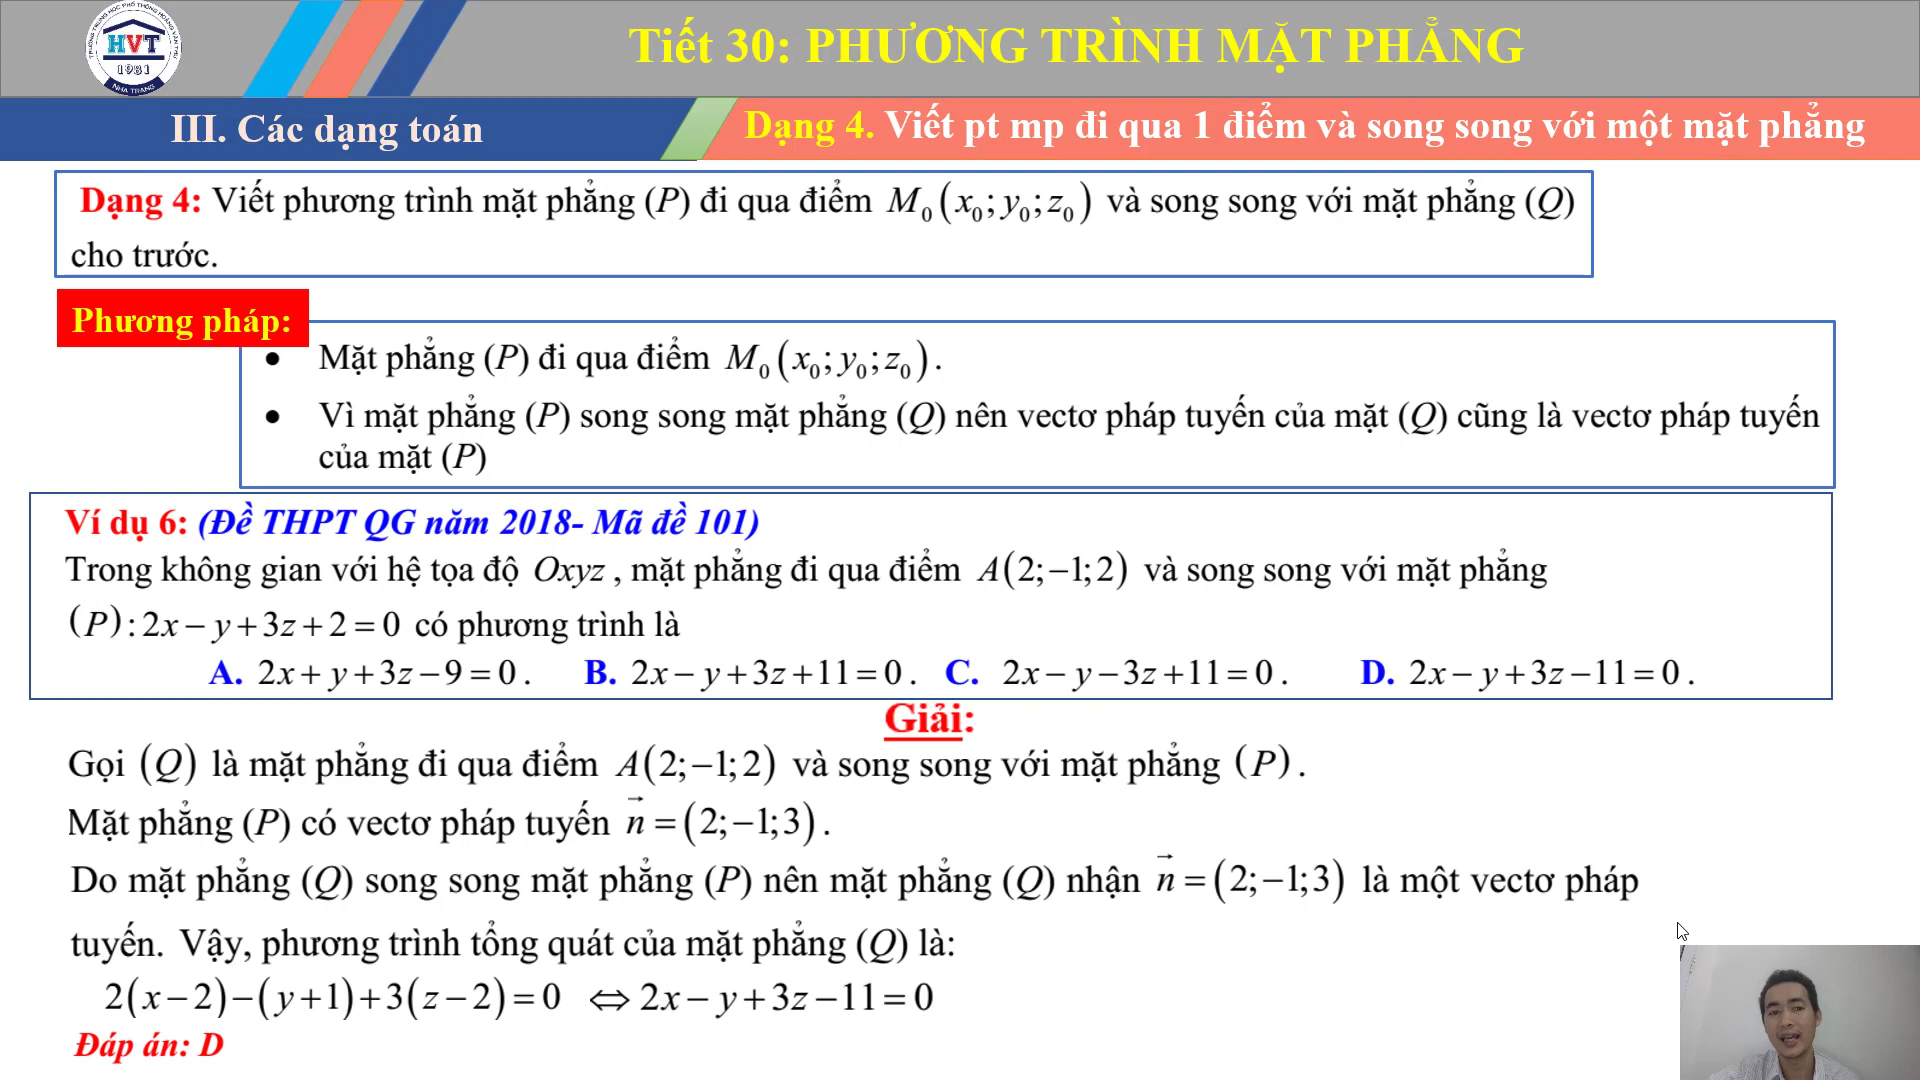 TRƯỜNG TRUNG HỌC PHỔ THÔNG HOÀNG VĂN THỤ
HVT
1981
NHA TRANG
Tiết 30: PHƯƠNG TRÌNH MẶT PHẲNG
III. Các dạng toán
Dạng 4. Viết pt mp đi qua 1 điểm và song song với một mặt phẳng
Dạng 4: Viết phương trình mặt phẳng (P) đi qua điểm M₀(x₀;y₀;z₀) và song song với mặt phẳng (Q)
cho trước.
Phương pháp:
• Mặt phẳng (P) đi qua điểm M₀(x₀;y₀;z₀).
• Vì mặt phẳng (P) song song mặt phẳng (Q) nên vectơ pháp tuyến của mặt (Q) cũng là vectơ pháp tuyến
của mặt (P)
Ví dụ 6: (Đề THPT QG năm 2018- Mã đề 101)
Trong không gian với hệ tọa độ Oxyz , mặt phẳng đi qua điểm A(2;−1;2) và song song với mặt phẳng
(P):2x−y+3z+2=0 có phương trình là
A. 2x+y+3z−9=0. B. 2x−y+3z+11=0. C. 2x−y−3z+11=0. D. 2x−y+3z−11=0.
Giải:
Gọi (Q) là mặt phẳng đi qua điểm A(2;−1;2) và song song với mặt phẳng (P).
Mặt phẳng (P) có vectơ pháp tuyến n⃗=(2;−1;3).
Do mặt phẳng (Q) song song mặt phẳng (P) nên mặt phẳng (Q) nhận n⃗=(2;−1;3) là một vectơ pháp
tuyến. Vậy, phương trình tổng quát của mặt phẳng (Q) là:
2(x−2)−(y+1)+3(z−2)=0 ⇔2x−y+3z−11=0
Đáp án: D